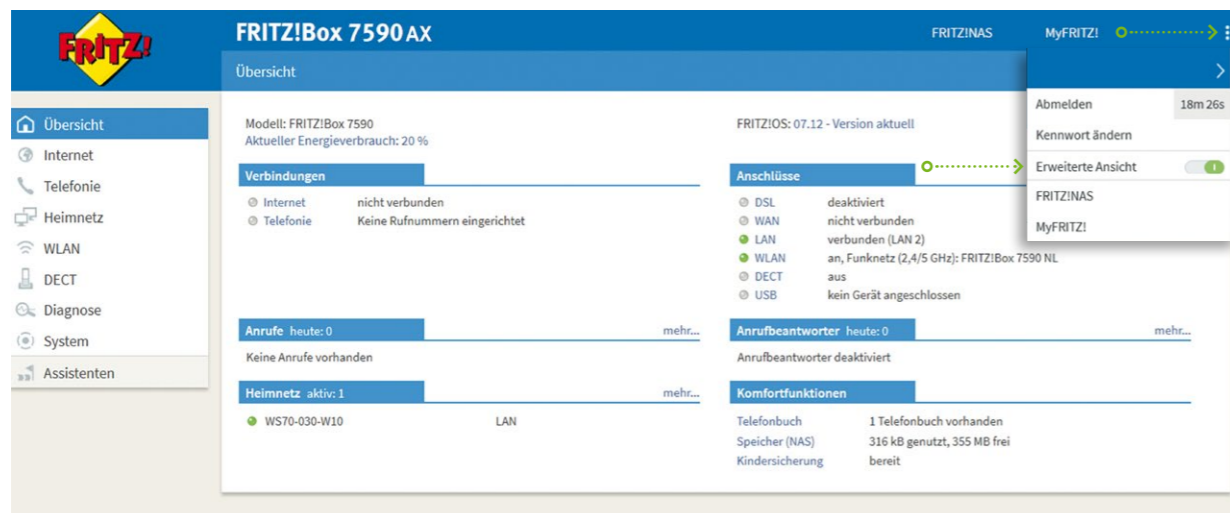 FRITZ!
FRITZ!Box 7590 AX
FRITZ!NAS MyFRITZ!
Übersicht
Übersicht
Internet
Telefonie
Heimnetz
WLAN
DECT
Diagnose
System
Assistenten
Modell: FRITZ!Box 7590
Aktueller Energieverbrauch: 20 %
FRITZ!OS: 07.12 - Version aktuell
Verbindungen
Internet nicht verbunden
Telefonie Keine Rufnummern eingerichtet
Anschlüsse
DSL deaktiviert
WAN nicht verbunden
LAN verbunden (LAN 2)
WLAN an, Funknetz (2,4/5 GHz): FRITZ!Box 7590 NL
DECT aus
USB kein Gerät angeschlossen
Anrufe heute: 0 mehr...
Keine Anrufe vorhanden
Anrufbeantworter heute: 0 mehr...
Anrufbeantworter deaktiviert
Heimnetz aktiv: 1 mehr...
WS70-030-W10 LAN
Komfortfunktionen
Telefonbuch 1 Telefonbuch vorhanden
Speicher (NAS) 316 kB genutzt, 355 MB frei
Kindersicherung bereit
Abmelden 18m 26s
Kennwort ändern
Erweiterte Ansicht
FRITZ!NAS
MyFRITZ!